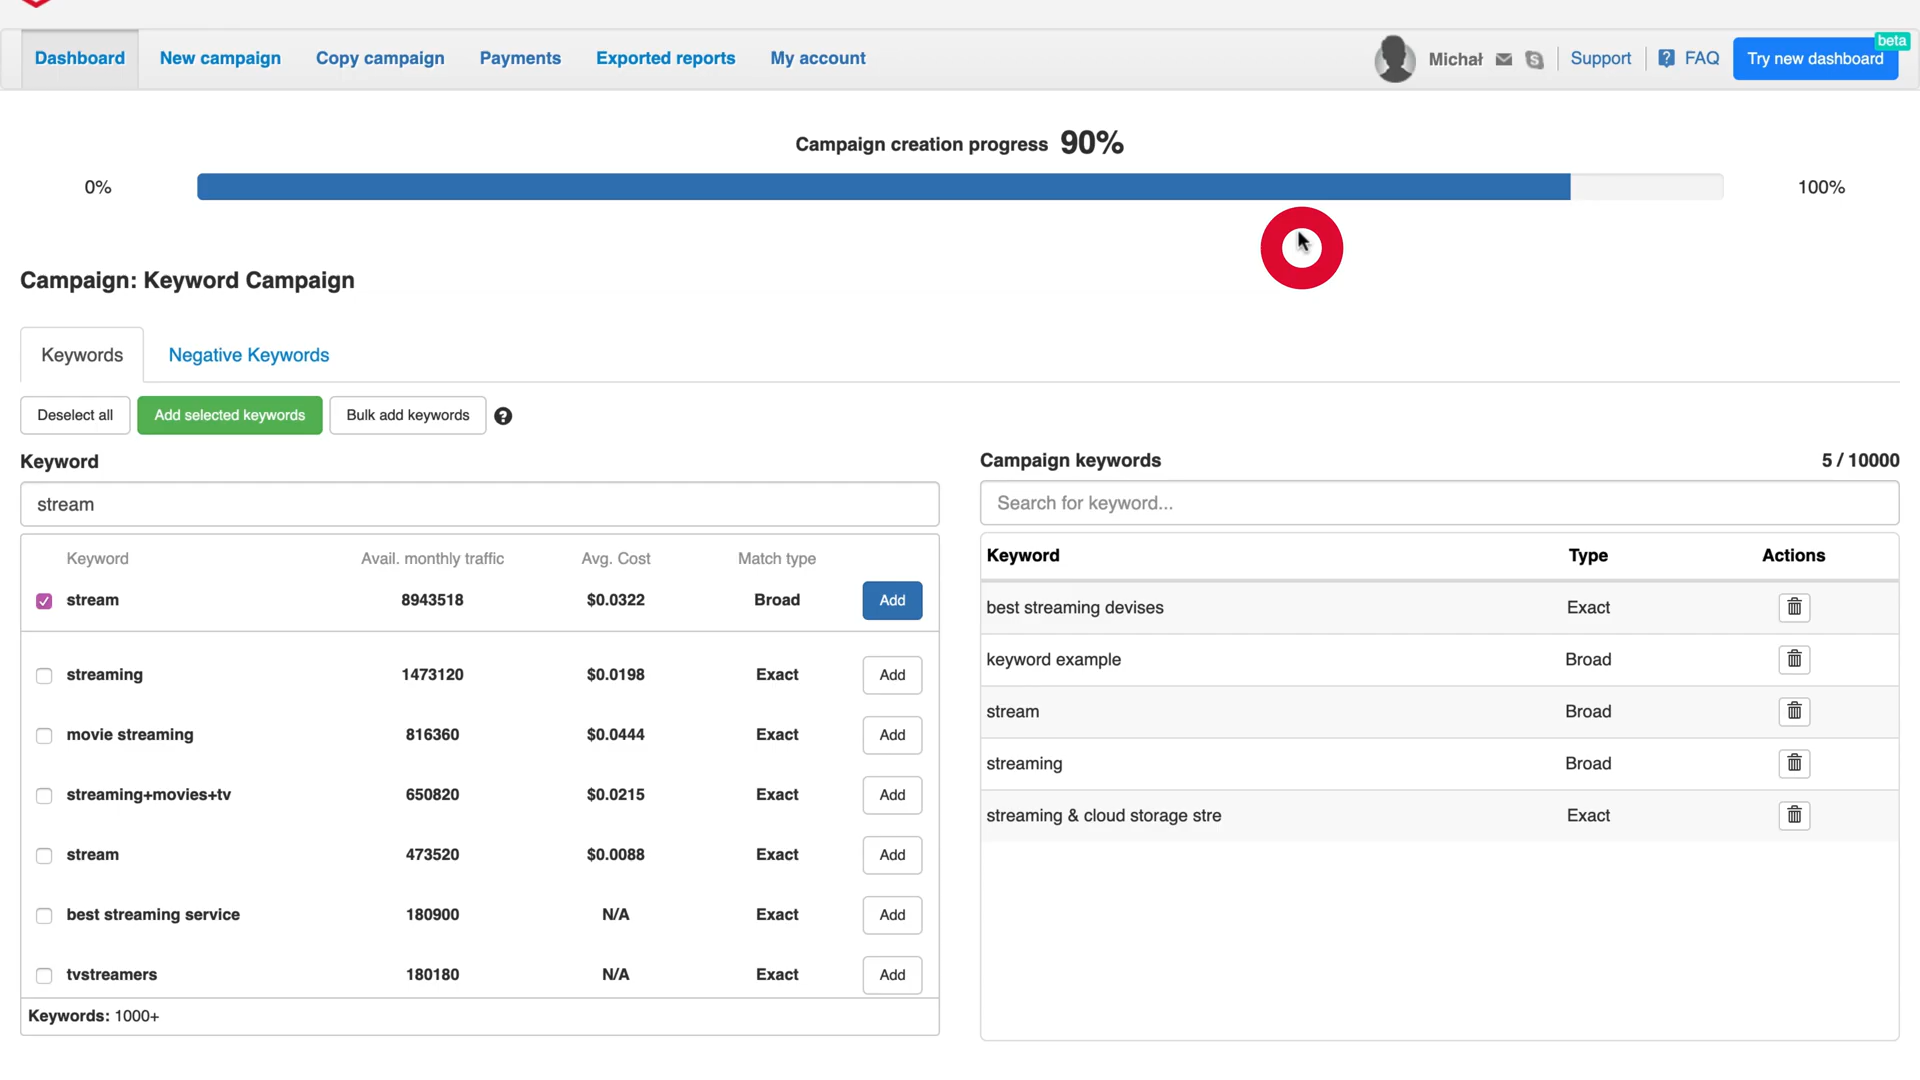 Dashboard New campaign Copy campaign Payments Exported reports My account Michał Support ? FAQ Try new dashboard beta
Campaign creation progress 90%
0% 100%
Campaign: Keyword Campaign
Keywords Negative Keywords
Deselect all Add selected keywords Bulk add keywords ?
Keyword
stream
Keyword Avail. monthly traffic Avg. Cost Match type
stream 8943518 $0.0322 Broad Add
streaming 1473120 $0.0198 Exact Add
movie streaming 816360 $0.0444 Exact Add
streaming+movies+tv 650820 $0.0215 Exact Add
stream 473520 $0.0088 Exact Add
best streaming service 180900 N/A Exact Add
tvstreamers 180180 N/A Exact Add
Keywords: 1000+
Campaign keywords 5 / 10000
Search for keyword...
Keyword Type Actions
best streaming devises Exact
keyword example Broad
stream Broad
streaming Broad
streaming & cloud storage stre Exact